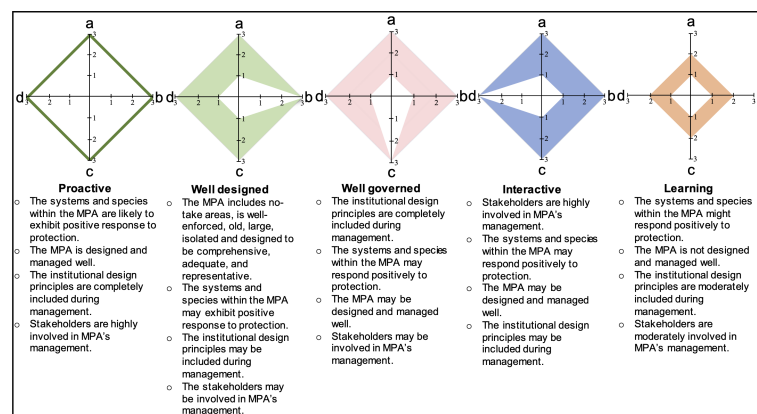 a
a
a
a
a
3
2
1
d
3
2
1
1
2
3
b
1
2
3
c
3
2
1
d
3
2
1
1
2
3
b
1
2
3
c
3
2
1
d
3
2
1
1
2
3
b
1
2
3
c
3
2
1
d
3
2
1
1
2
3
b
1
2
3
c
3
2
1
d
3
2
1
1
2
3
1
2
3
c
Proactive
o The systems and species
within the MPA are likely to
exhibit positive response to
protection.
o The MPA is designed and
managed well.
o The institutional design
principles are completely
included during
management.
o Stakeholders are highly
involved in MPA's
management.
Well designed
o The MPA includes no-
take areas, is well-
enforced, old, large,
isolated and designed to
be comprehensive,
adequate, and
representative.
o The systems and
species within the MPA
may exhibit positive
response to protection.
o The institutional design
principles may be
included during
management.
o The stakeholders may
be involved in MPA's
management.
Well governed
o The institutional design
principles are completely
included during
management.
o The systems and species
within the MPA may
respond positively to
protection.
o The MPA may be
designed and managed
well.
o Stakeholders may be
involved in MPA's
management.
Interactive
o Stakeholders are highly
involved in MPA's
management.
o The systems and species
within the MPA may
respond positively to
protection.
o The MPA may be
designed and managed
well.
o The institutional design
principles may be
included during
management.
Learning
o The systems and species
within the MPA might
respond positively to
protection.
o The MPA is not designed
and managed well.
o The institutional design
principles are moderately
included during
management.
o Stakeholders are
moderately involved in
MPA's management.